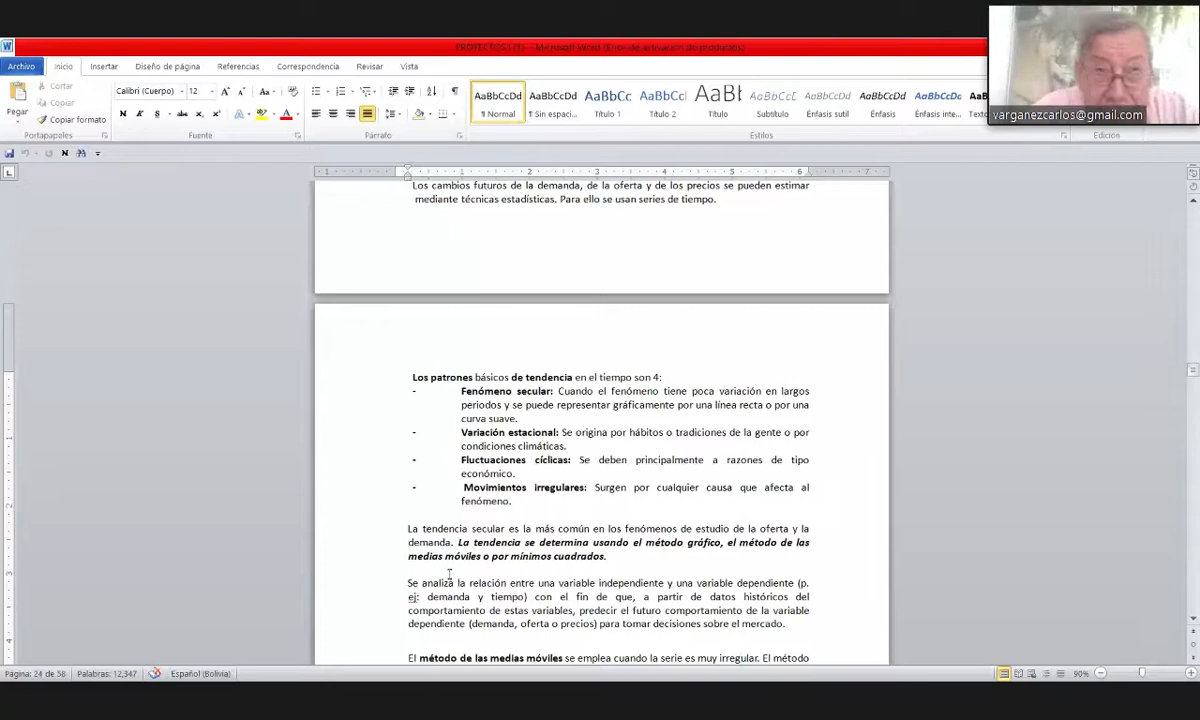 PROYECTOS I (1) - Microsoft Word (Error de activación de productos)
varganezcarlos@gmail.com
Archivo Inicio Insertar Diseño de página Referencias Correspondencia Revisar Vista
Cortar
Copiar
Copiar formato
Pegar
Calibri (Cuerpo) 12
AaBbCcDd AaBbCcDd AaBbCc AaBbCc AaBb AaBbCcDd AaBbCcDd AaBbCcDd AaBbCcDd
¶ Normal ¶ Sin espaci... Título 1 Título 2 Título Subtítulo Énfasis sutil Énfasis Énfasis inte...
Portapapeles Fuente Párrafo Estilos Edición
Los cambios futuros de la demanda, de la oferta y de los precios se pueden estimar
mediante técnicas estadísticas. Para ello se usan series de tiempo.
Los patrones básicos de tendencia en el tiempo son 4:
- Fenómeno secular: Cuando el fenómeno tiene poca variación en largos
periodos y se puede representar gráficamente por una línea recta o por una
curva suave.
- Variación estacional: Se origina por hábitos o tradiciones de la gente o por
condiciones climáticas.
- Fluctuaciones cíclicas: Se deben principalmente a razones de tipo
económico.
- Movimientos irregulares: Surgen por cualquier causa que afecta al
fenómeno.
La tendencia secular es la más común en los fenómenos de estudio de la oferta y la
demanda. La tendencia se determina usando el método gráfico, el método de las
medias móviles o por mínimos cuadrados.
Se analiza la relación entre una variable independiente y una variable dependiente (p.
ej: demanda y tiempo) con el fin de que, a partir de datos históricos del
comportamiento de estas variables, predecir el futuro comportamiento de la variable
dependiente (demanda, oferta o precios) para tomar decisiones sobre el mercado.
El método de las medias móviles se emplea cuando la serie es muy irregular. El método
Página: 24 de 58 Palabras: 12,347 Español (Bolivia) 90%